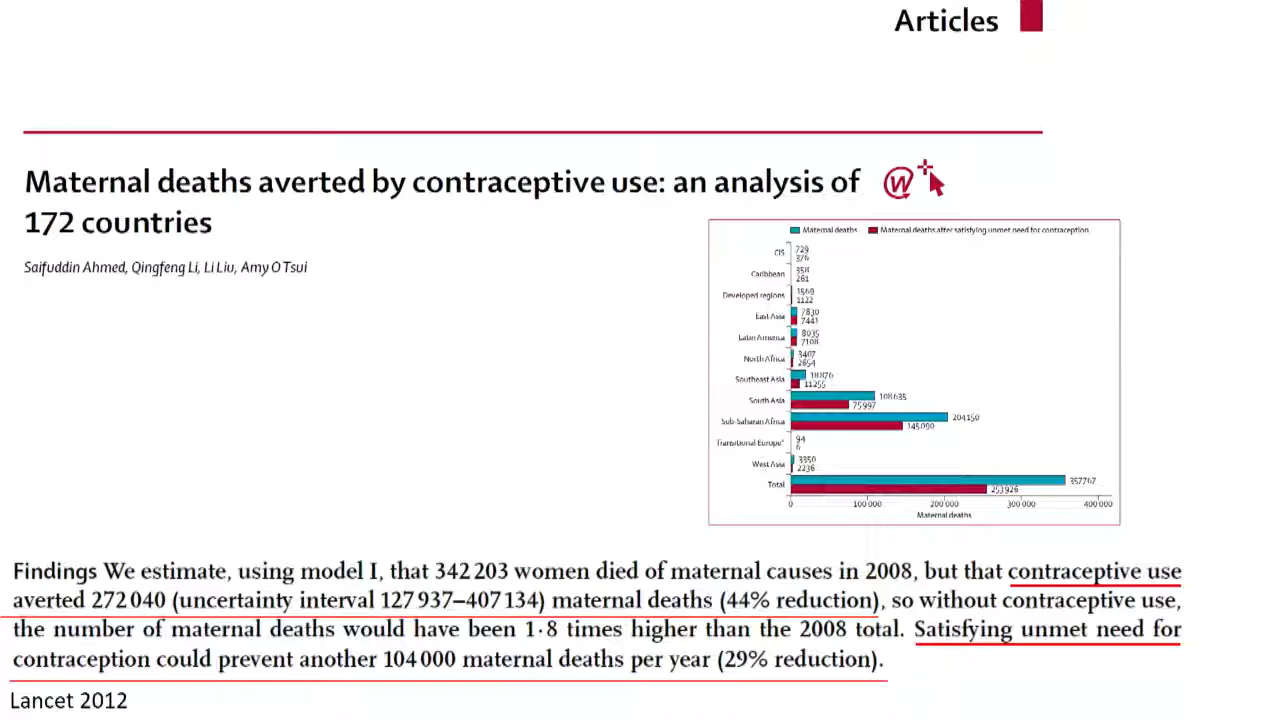 Articles
Maternal deaths averted by contraceptive use: an analysis of
172 countries
Saifuddin Ahmed, Qingfeng Li, Li Liu, Amy O Tsui
Maternal deaths
Maternal deaths after satisfying unmet need for contraception
CIS
729
376
Caribbean
358
261
Developed regions
1569
1122
East Asia
7830
7441
Latin America
8035
7108
North Africa
3407
2654
Southeast Asia
11255
South Asia
108635
75997
Sub-Saharan Africa
204150
145090
Transitional Europe*
94
6
West Asia
3350
2236
Total
357767
253926
0
100 000
200 000
300 000
400 000
Maternal deaths
Findings We estimate, using model I, that 342 203 women died of maternal causes in 2008, but that contraceptive use
averted 272 040 (uncertainty interval 127 937–407 134) maternal deaths (44% reduction), so without contraceptive use,
the number of maternal deaths would have been 1·8 times higher than the 2008 total. Satisfying unmet need for
contraception could prevent another 104 000 maternal deaths per year (29% reduction).
Lancet 2012